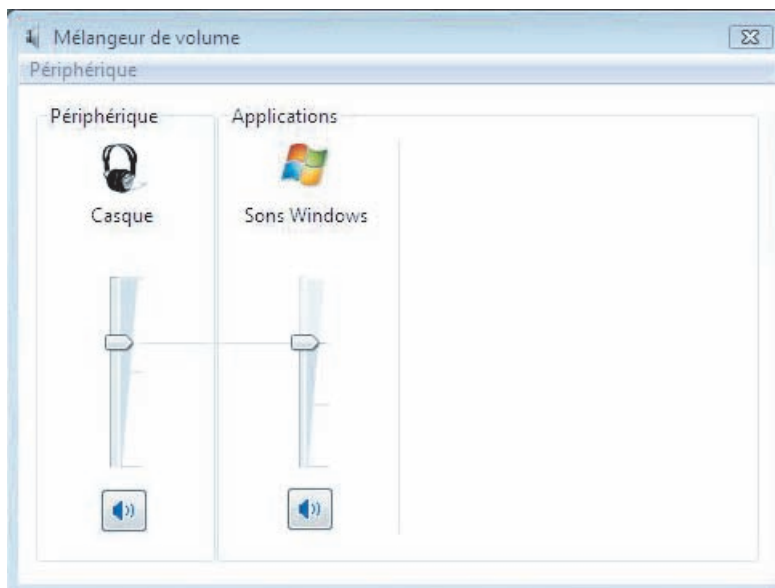 Mélangeur de volume
Périphérique
Périphérique
Applications
Casque
Sons Windows